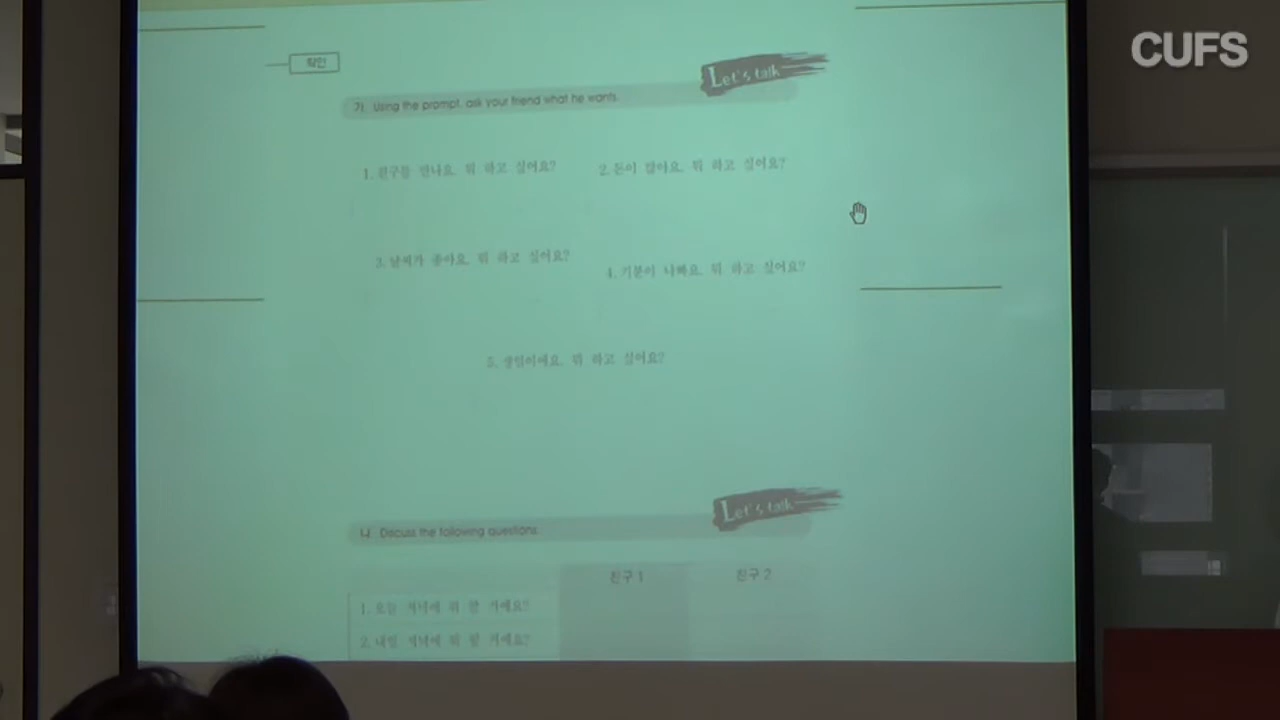 CUFS
확인
Let's talk
가. Using the prompt, ask your friend what he wants.
1. 친구를 만나요. 뭐 하고 싶어요?
2. 돈이 많아요. 뭐 하고 싶어요?
3. 날씨가 좋아요. 뭐 하고 싶어요?
4. 기분이 나빠요. 뭐 하고 싶어요?
5. 생일이에요. 뭐 하고 싶어요?
Let's talk
나. Discuss the following questions.
친구 1 친구 2
1. 오늘 저녁에 뭐 할 거예요?
2. 내일 저녁에 뭐 할 거예요?